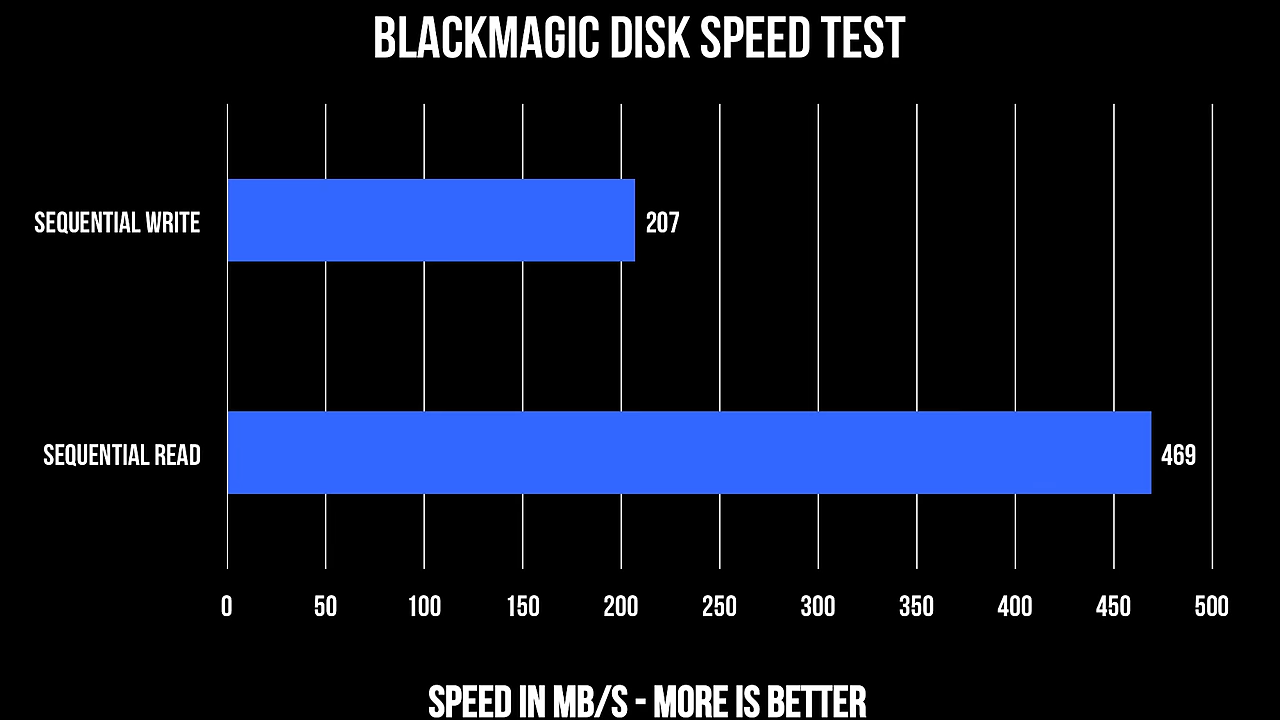 BLACKMAGIC DISK SPEED TEST
SEQUENTIAL WRITE
207
SEQUENTIAL READ
469
0 50 100 150 200 250 300 350 400 450 500
SPEED IN MB/S - MORE IS BETTER